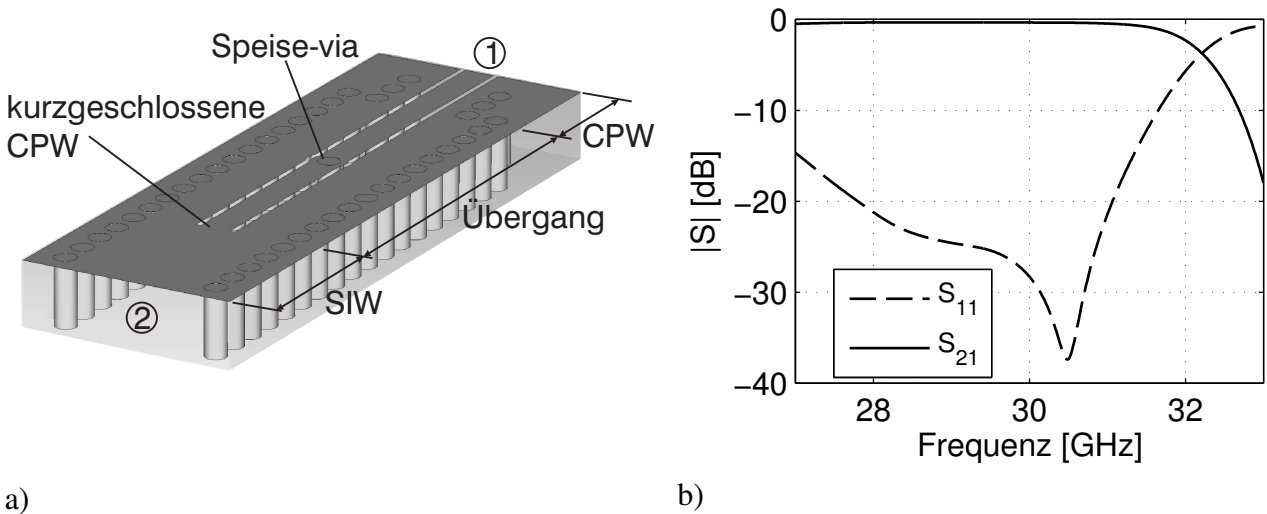 Speise-via
①
kurzgeschlossene
CPW
CPW
Übergang
SIW
②
a)
0
−10
−20
−30
−40
|S| [dB]
S11
S21
28
30
32
Frequenz [GHz]
b)